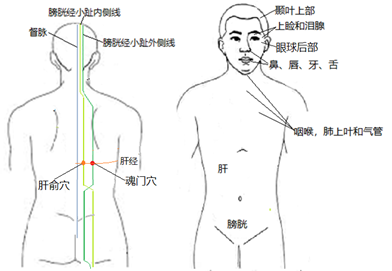 膀胱经小趾内侧线
督脉
膀胱经小趾外侧线
肝经
肝俞穴
魂门穴
颞叶上部
上睑和泪腺
眼球后部
鼻、唇、牙、舌
咽喉，肺上叶和气管
肝
膀胱